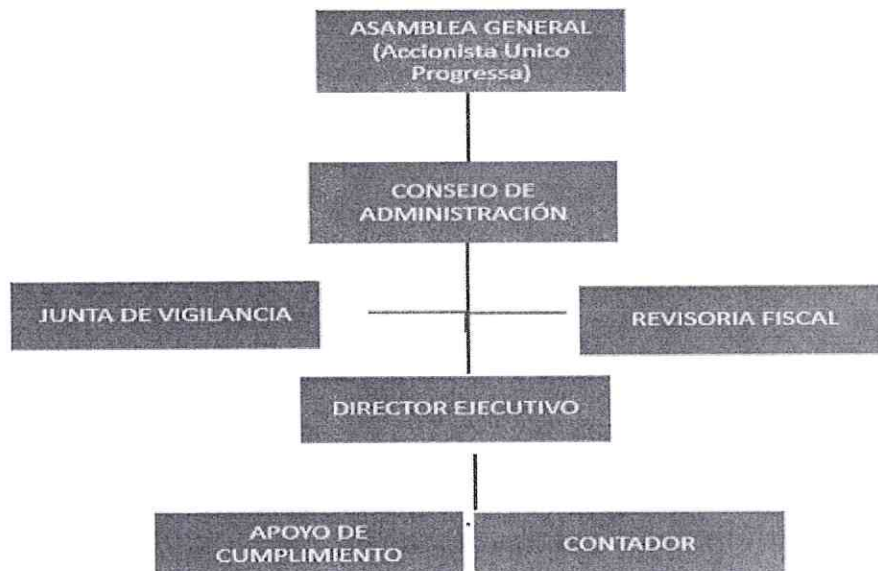 ASAMBLEA GENERAL
(Accionista Unico
Progressa)
CONSEJO DE
ADMINISTRACIÓN
JUNTA DE VIGILANCIA
REVISORIA FISCAL
DIRECTOR EJECUTIVO
APOYO DE
CUMPLIMIENTO
CONTADOR